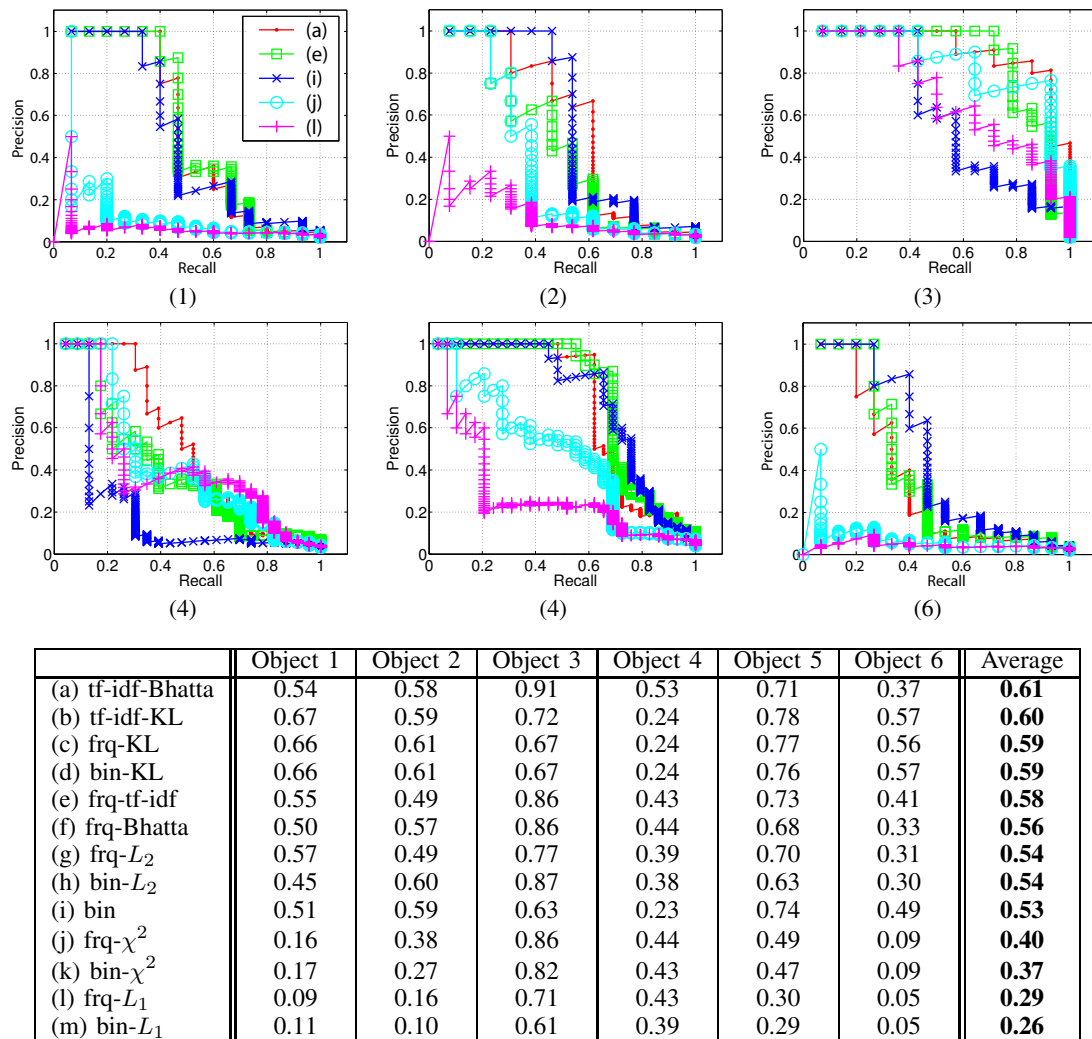 1
0.8
0.6
0.4
0.2
0
Precision
0 0.2 0.4 0.6 0.8 1
Recall
(a)
(e)
(i)
(j)
(l)
(1)
1
0.8
0.6
0.4
0.2
0
Precision
0 0.2 0.4 0.6 0.8 1
Recall
(2)
1
0.8
0.6
0.4
0.2
0
Precision
0 0.2 0.4 0.6 0.8 1
Recall
(3)
1
0.8
0.6
0.4
0.2
0
Precision
0 0.2 0.4 0.6 0.8 1
Recall
(4)
1
0.8
0.6
0.4
0.2
0
Precision
0 0.2 0.4 0.6 0.8 1
Recall
(4)
1
0.8
0.6
0.4
0.2
0
Precision
0 0.2 0.4 0.6 0.8 1
Recall
(6)
Object 1 Object 2 Object 3 Object 4 Object 5 Object 6 Average
(a) tf-idf-Bhatta 0.54 0.58 0.91 0.53 0.71 0.37 0.61
(b) tf-idf-KL 0.67 0.59 0.72 0.24 0.78 0.57 0.60
(c) frq-KL 0.66 0.61 0.67 0.24 0.77 0.56 0.59
(d) bin-KL 0.66 0.61 0.67 0.24 0.76 0.57 0.59
(e) frq-tf-idf 0.55 0.49 0.86 0.43 0.73 0.41 0.58
(f) frq-Bhatta 0.50 0.57 0.86 0.44 0.68 0.33 0.56
(g) frq-L₂ 0.57 0.49 0.77 0.39 0.70 0.31 0.54
(h) bin-L₂ 0.45 0.60 0.87 0.38 0.63 0.30 0.54
(i) bin 0.51 0.59 0.63 0.23 0.74 0.49 0.53
(j) frq-χ² 0.16 0.38 0.86 0.44 0.49 0.09 0.40
(k) bin-χ² 0.17 0.27 0.82 0.43 0.47 0.09 0.37
(l) frq-L₁ 0.09 0.16 0.71 0.43 0.30 0.05 0.29
(m) bin-L₁ 0.11 0.10 0.61 0.39 0.29 0.05 0.26